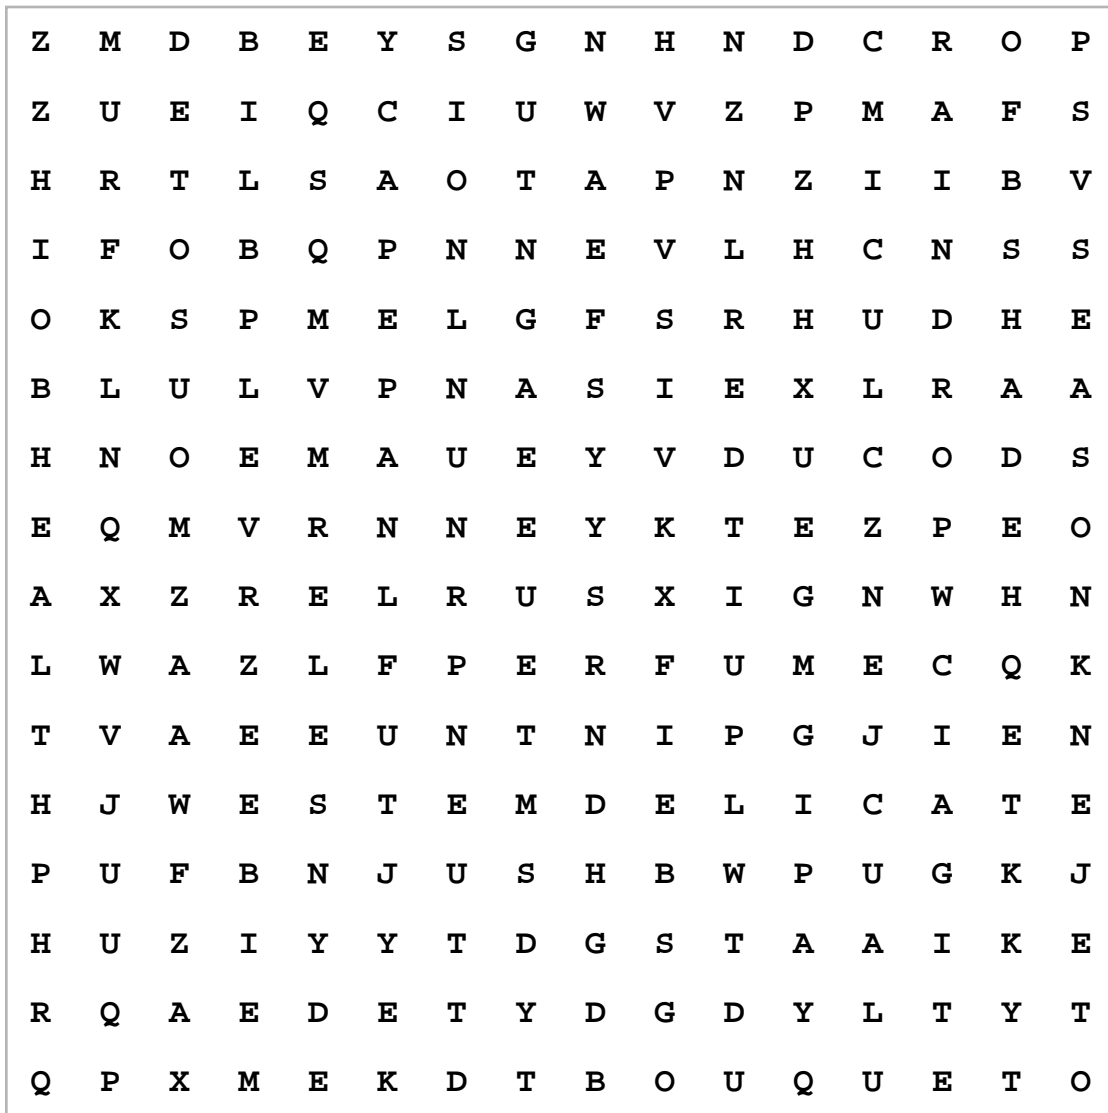 Z M D B E Y S G N H N D C R O P
Z U E I Q C I U W V Z P M A F S
H R T L S A O T A P N Z I I B V
I F O B Q P N N E V L H C N S S
O K S P M E L G F S R H U D H E
B L U L V P N A S I E X L R A A
H N O E M A U E Y V D U C O D S
E Q M V R N N E Y K T E Z P E O
A X Z R E L R U S X I G N W H N
L W A Z L F P E R F U M E C Q K
T V A E E U N T N I P G J I E N
H J W E S T E M D E L I C A T E
P U F B N J U S H B W P U G K J
H U Z I Y Y T D G S T A A I K E
R Q A E D E T Y D G D Y L T Y T
Q P X M E K D T B O U Q U E T O